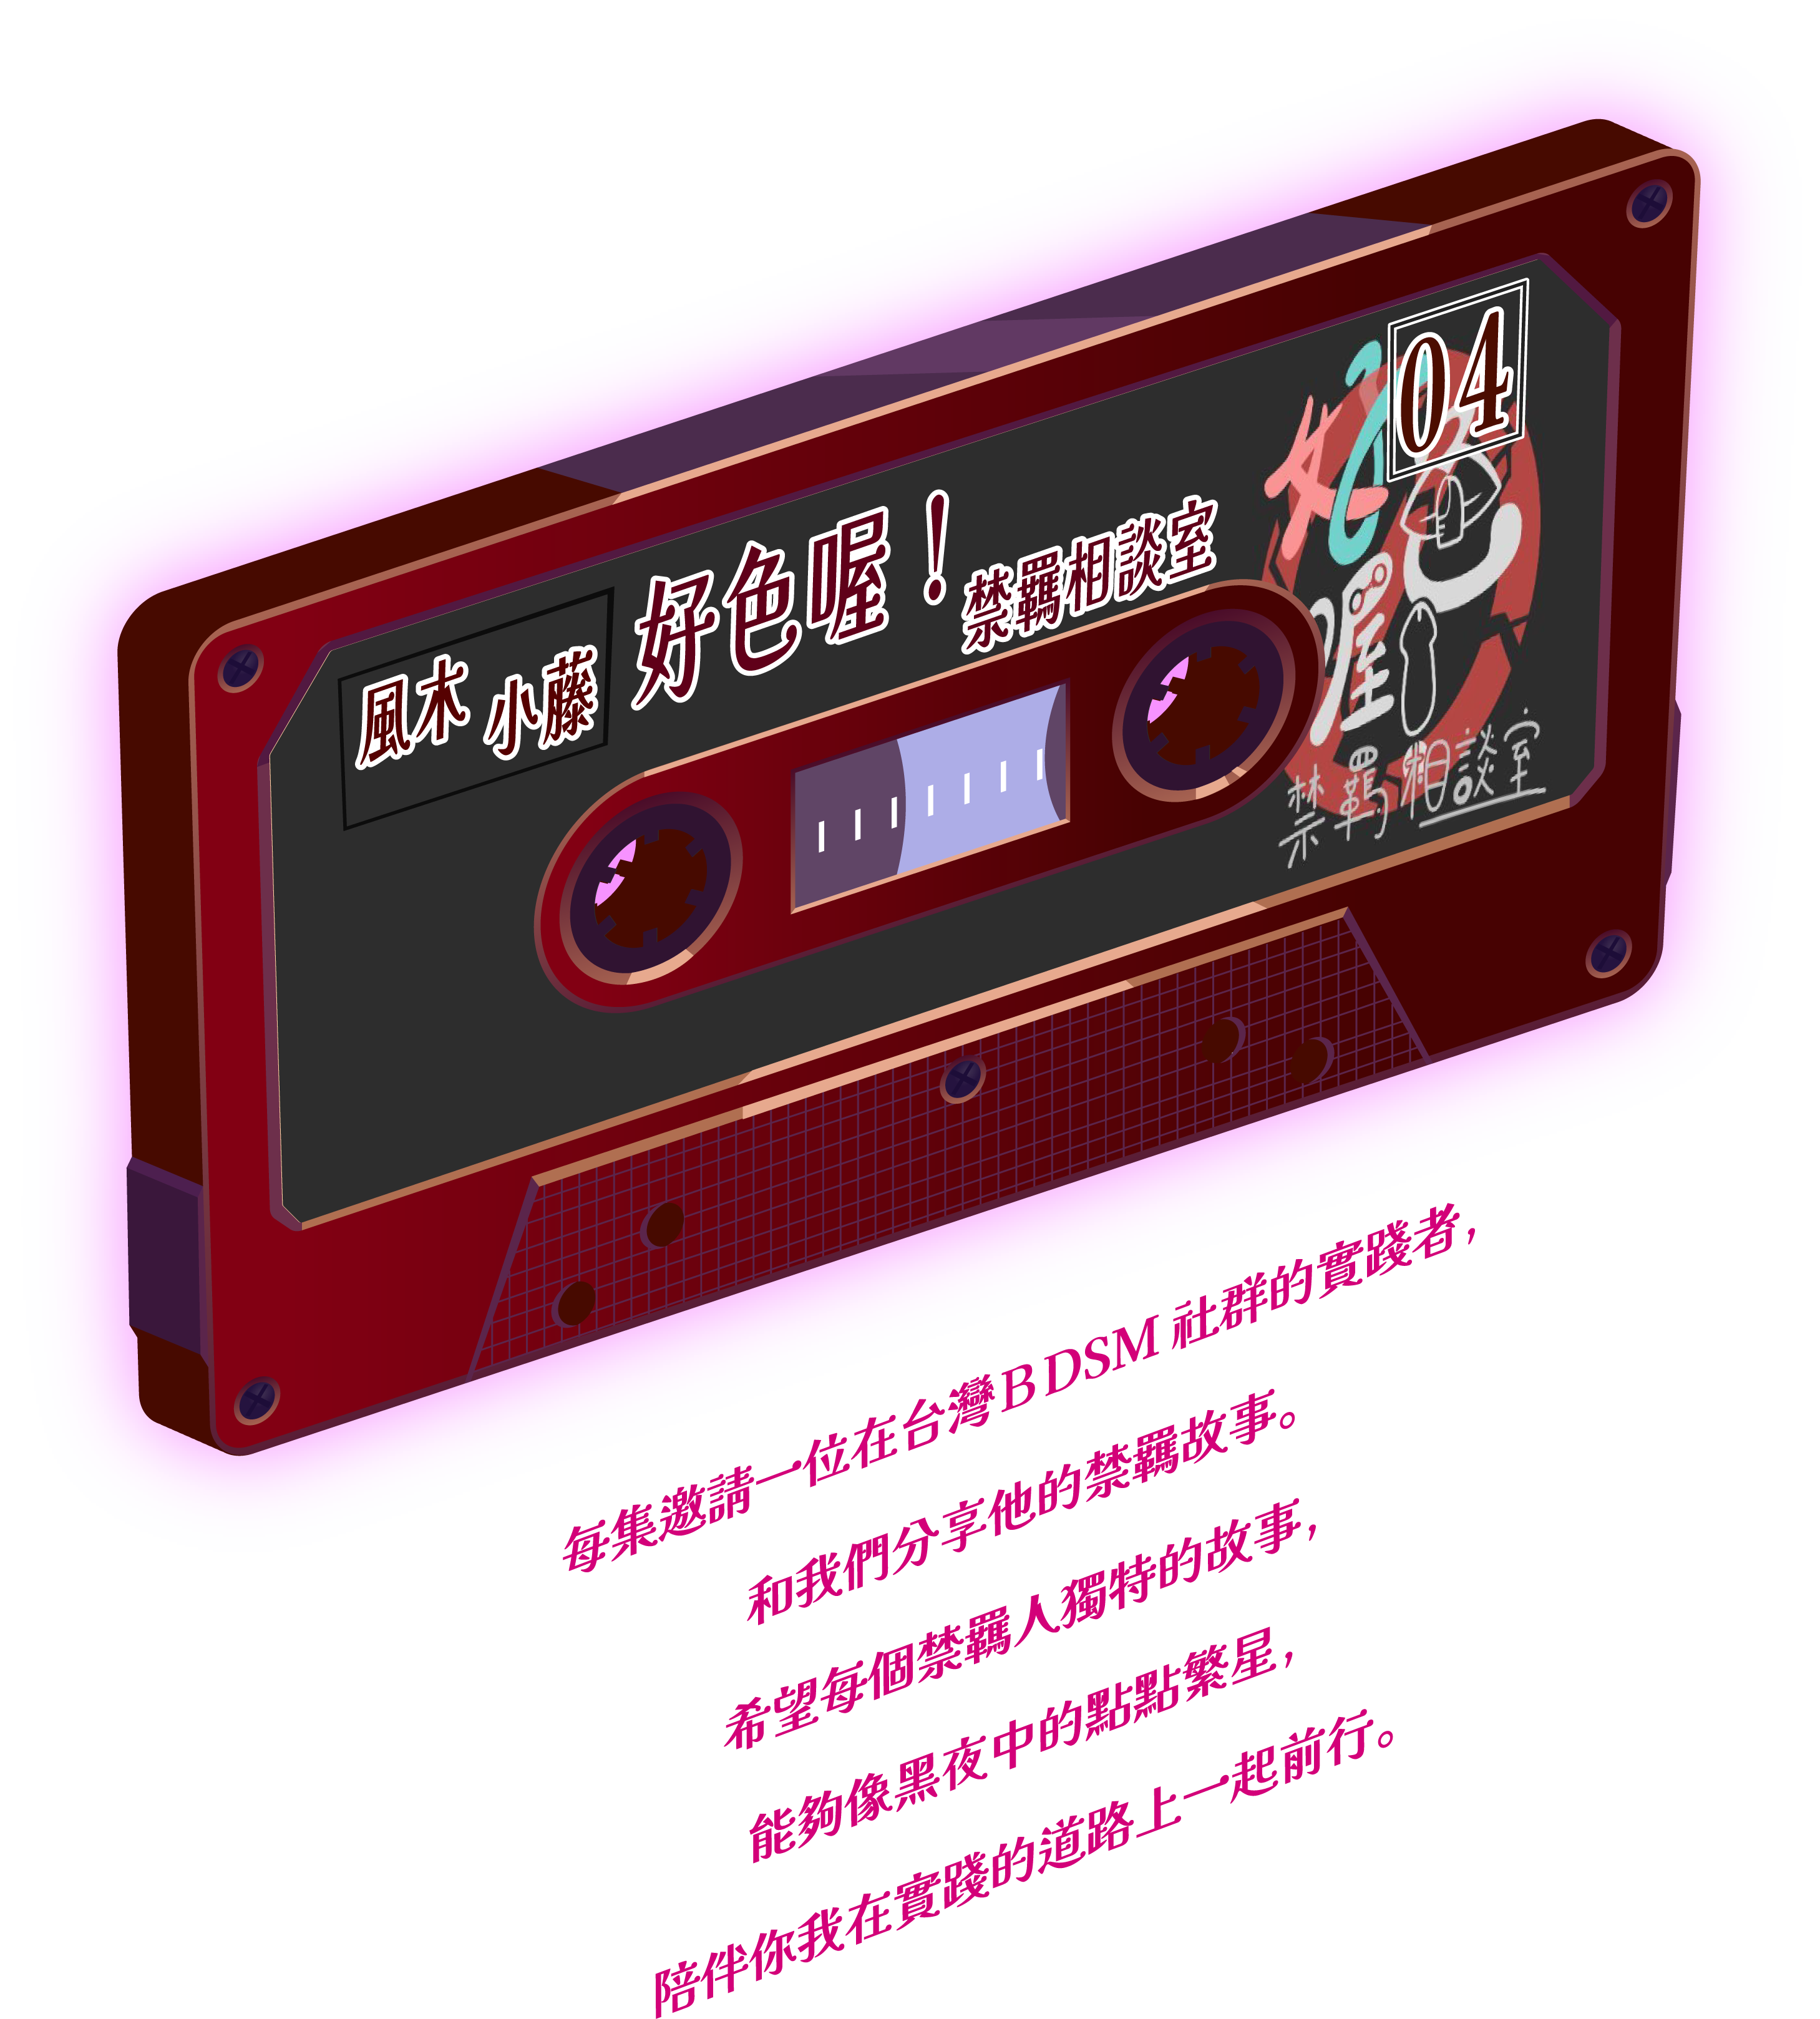 04
風木 小藤
好色喔！
禁羈相談室
好色喔
禁羈相談室
每集邀請一位在台灣BDSM社群的實踐者，
和我們分享他的禁羈故事。
希望每個禁羈人獨特的故事，
能夠像黑夜中的點點繁星，
陪伴你我在實踐的道路上一起前行。